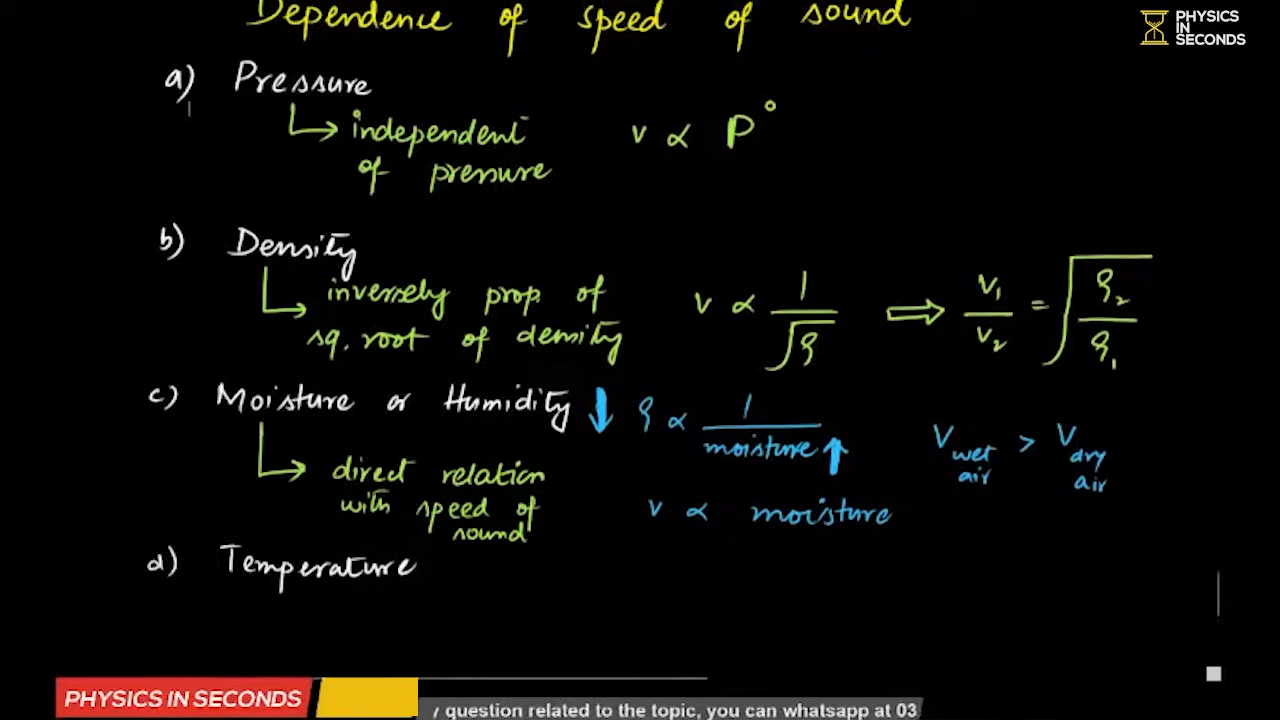 Dependence of speed of sound
PHYSICS
IN
SECONDS
a) Pressure
independent
of pressure
v ∝ P°
b) Density
inversely prop. of
sq. root of density
v ∝ 1/√ρ ⟹ v₁/v₂ = √(ρ₂/ρ₁)
c) Moisture or Humidity ↓ ρ ∝ 1/moisture ↑
V wet air > V dry air
direct relation
with speed of
sound
v ∝ moisture
d) Temperature
PHYSICS IN SECONDS
y question related to the topic, you can whatsapp at 03